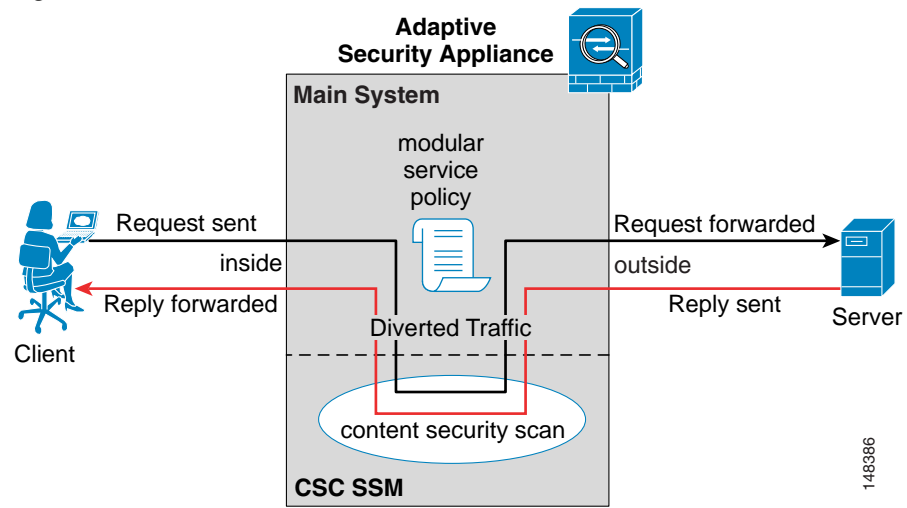 Adaptive
Security Appliance
Main System
modular
service
policy
Request sent
Request forwarded
inside
outside
Reply forwarded
Reply sent
Diverted Traffic
Client
Server
content security scan
CSC SSM
148386